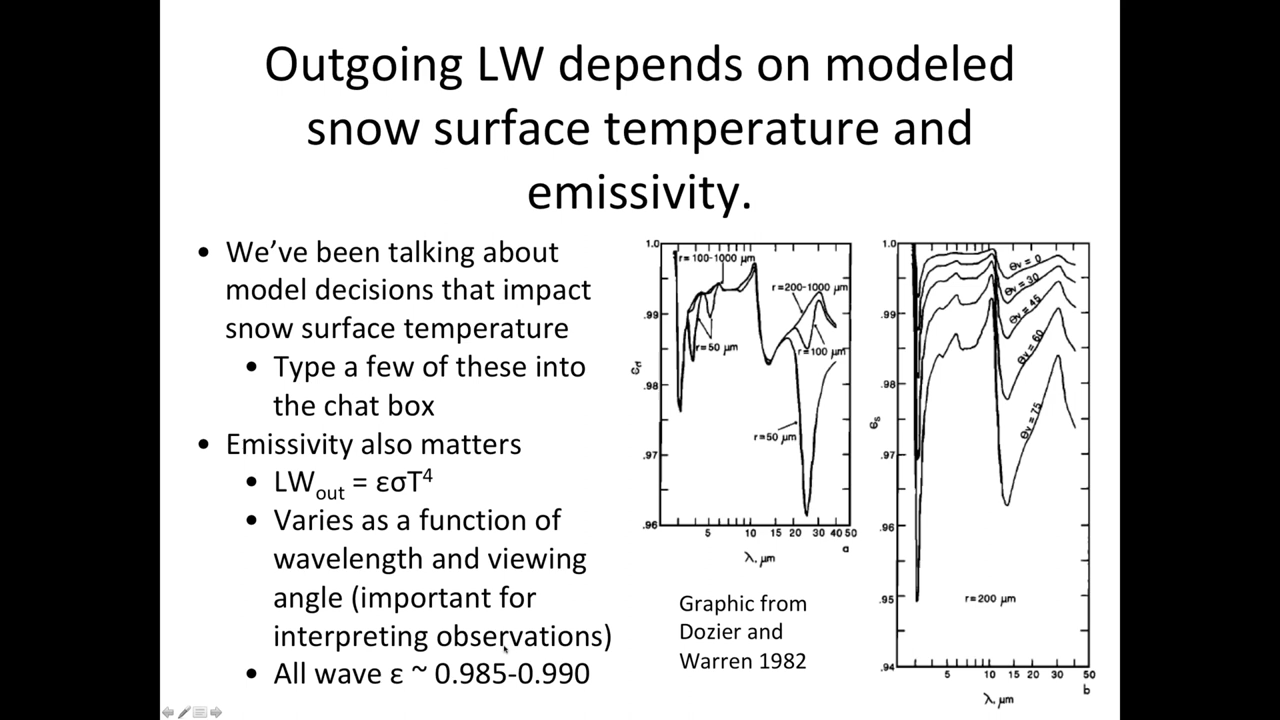 Outgoing LW depends on modeled
snow surface temperature and
emissivity.
• We’ve been talking about
model decisions that impact
snow surface temperature
• Type a few of these into
the chat box
• Emissivity also matters
• LWout = εσT4
• Varies as a function of
wavelength and viewing
angle (important for
interpreting observations)
• All wave ε ~ 0.985-0.990
1.0
.99
.98
.97
.96
εd
r=100-1000 μm
r=200-1000 μm
r=50 μm
r=100 μm
r=50 μm
5 10 15 20 30 40 50
λ, μm
a
Graphic from
Dozier and
Warren 1982
1.0
.99
.98
.97
.96
.95
.94
εs
θv = 0
θv = 30
θv = 45
θv = 60
θv = 75
r=200 μm
5 10 15 20 30 50
λ, μm
b